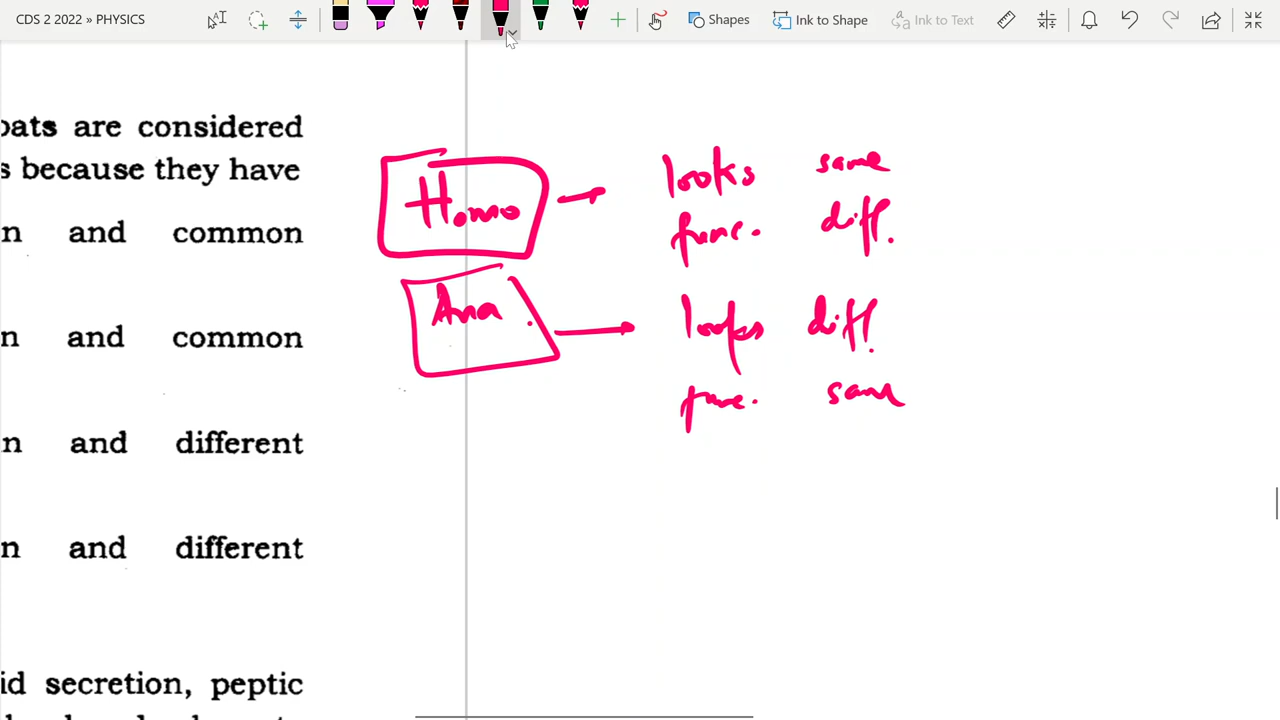 CDS 2 2022 » PHYSICS
Shapes
Ink to Shape
Ink to Text
oats are considered
s because they have
n and common
n and common
n and different
n and different
id secretion, peptic
Homo → looks same
func. diff.
Ana → looks diff.
func. same